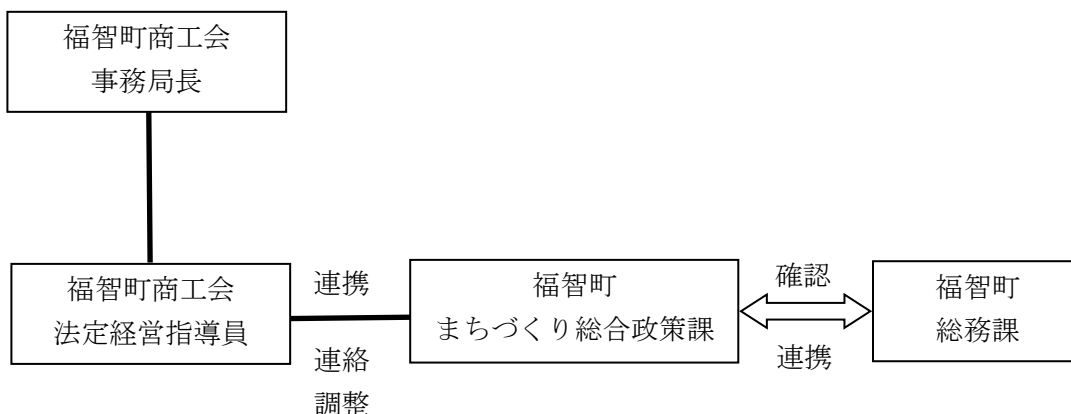 福智町商工会
事務局長
福智町商工会
法定経営指導員
連携
連絡
調整
福智町
まちづくり総合政策課
確認
連携
福智町
総務課